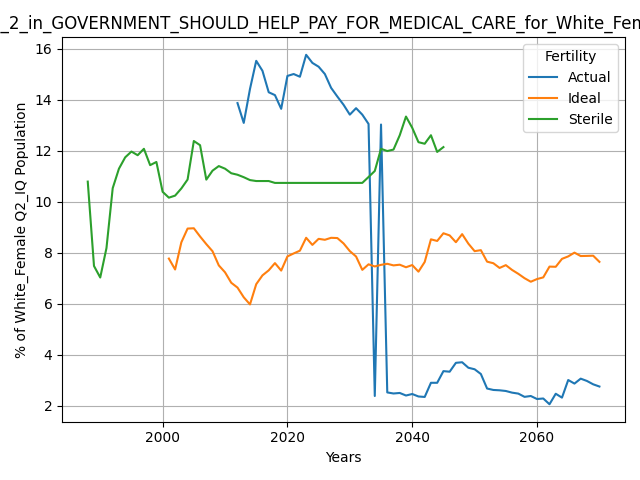 _2_in_GOVERNMENT_SHOULD_HELP_PAY_FOR_MEDICAL_CARE_for_White_Fem
Fertility
Actual
Ideal
Sterile
% of White_Female Q2_IQ Population
16
14
12
10
8
6
4
2
2000 2020 2040 2060
Years